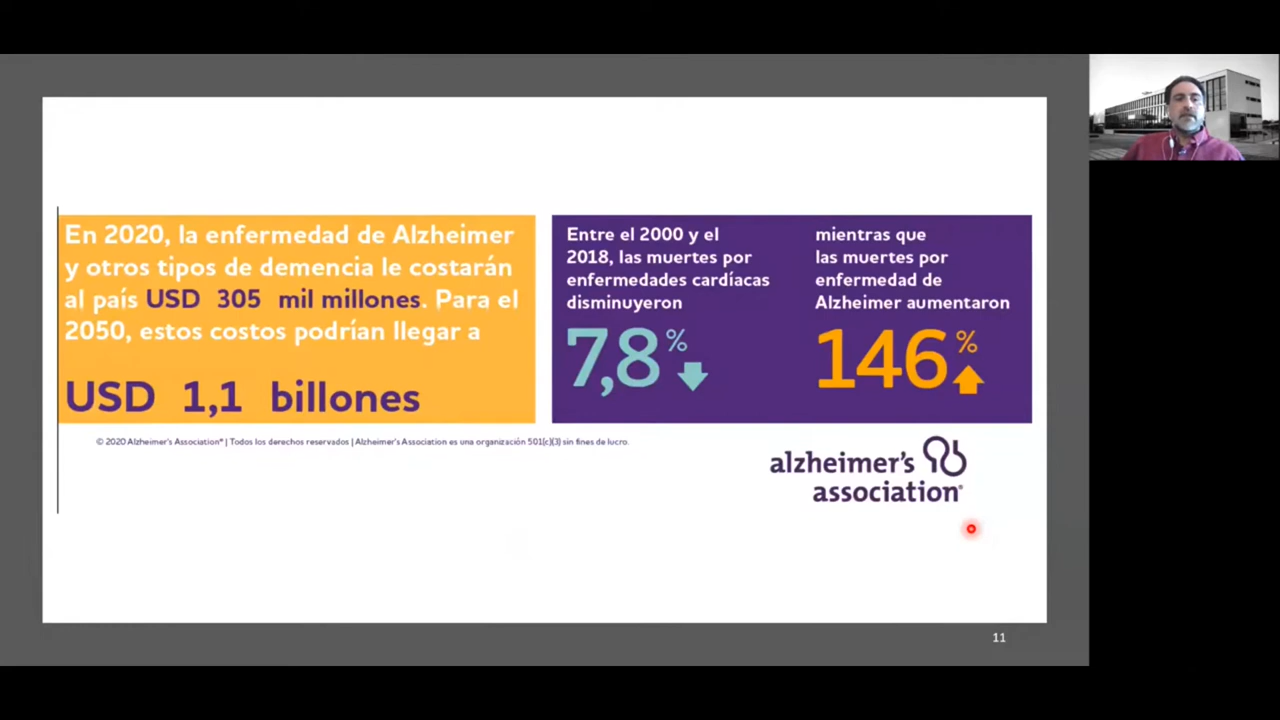 En 2020, la enfermedad de Alzheimer
y otros tipos de demencia le costarán
al país USD 305 mil millones. Para el
2050, estos costos podrían llegar a
USD 1,1 billones
Entre el 2000 y el
2018, las muertes por
enfermedades cardíacas
disminuyeron
7,8%
mientras que
las muertes por
enfermedad de
Alzheimer aumentaron
146%
© 2020 Alzheimer's Association® | Todos los derechos reservados | Alzheimer's Association es una organización 501(c)(3) sin fines de lucro.
alzheimer's
association®
11